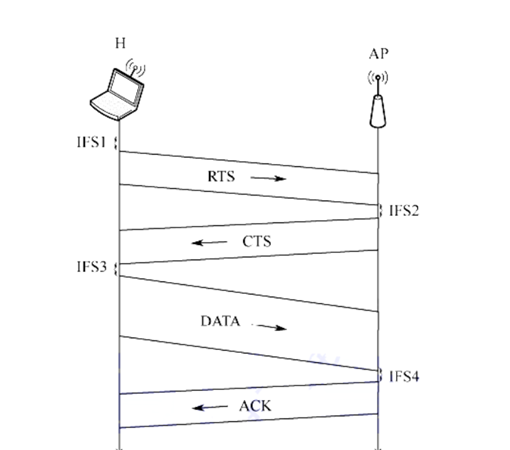 H
AP
IFS1
RTS
IFS2
CTS
IFS3
DATA
IFS4
ACK